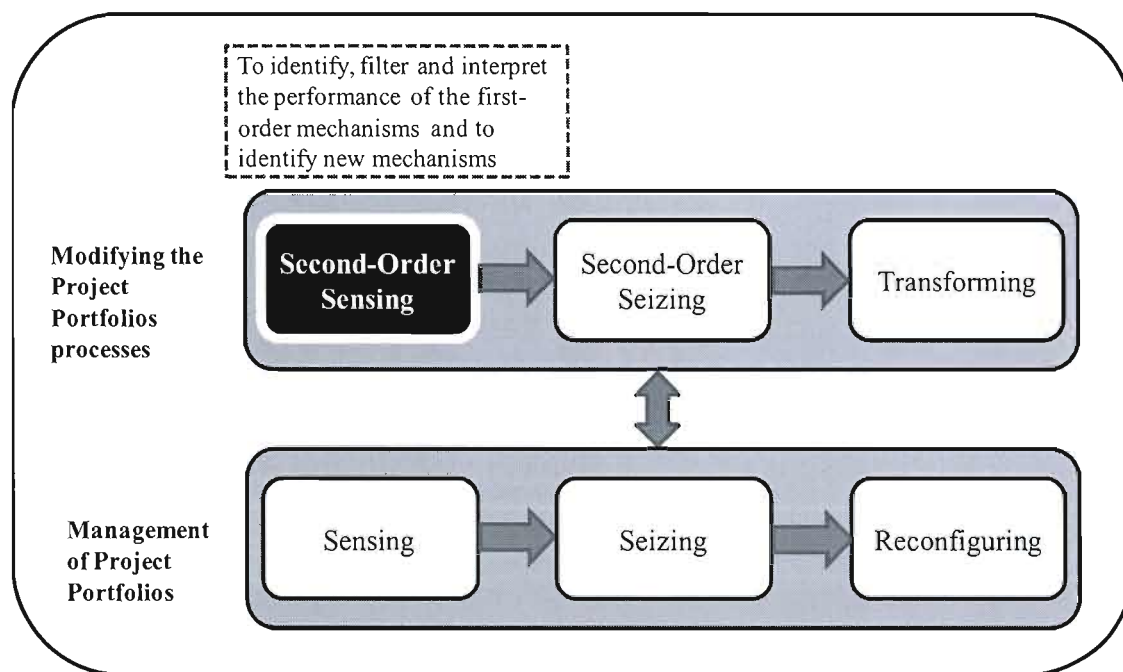 To identify, filter and interpret
the performance of the first-
order mechanisms and to
identify new mechanisms
Modifying the
Project
Portfolios
processes
Second-Order
Sensing
Second-Order
Seizing
Transforming
Management
of Project
Portfolios
Sensing
Seizing
Reconfiguring